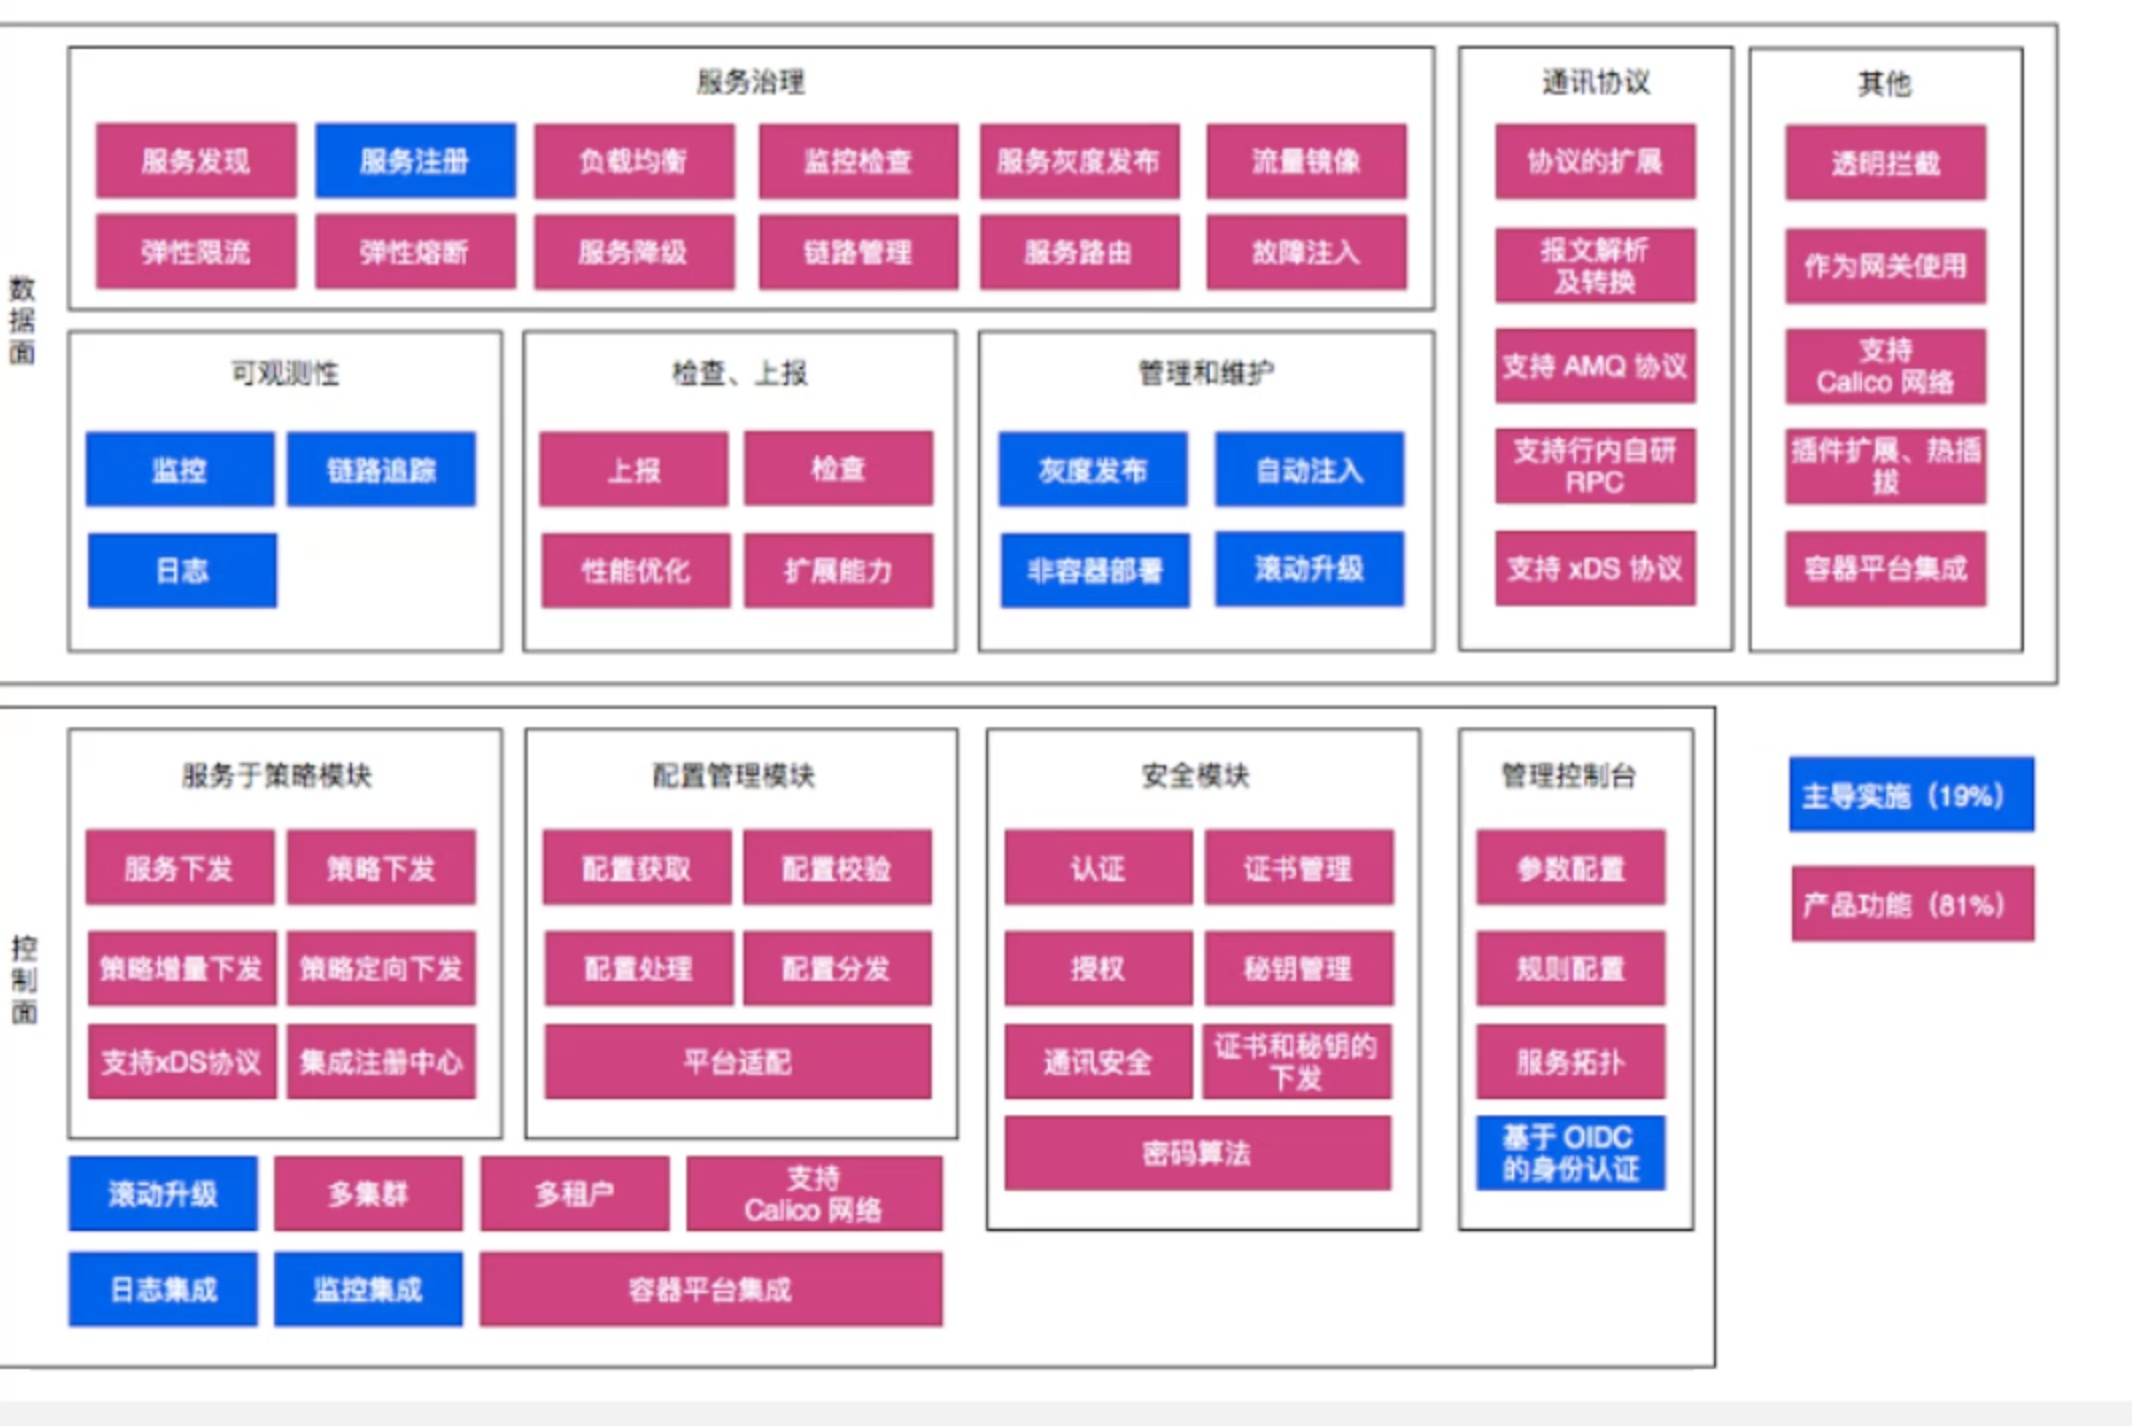 数
据
面
服务治理
服务发现
服务注册
负载均衡
监控检查
服务灰度发布
流量镜像
弹性限流
弹性熔断
服务降级
链路管理
服务路由
故障注入
可观测性
监控
链路追踪
日志
检查、上报
上报
检查
性能优化
扩展能力
管理和维护
灰度发布
自动注入
非容器部署
滚动升级
通讯协议
协议的扩展
报文解析
及转换
支持 AMQ 协议
支持行内自研
RPC
支持 xDS 协议
其他
透明拦截
作为网关使用
支持
Calico 网络
插件扩展、热插
拔
容器平台集成
控
制
面
服务于策略模块
服务下发
策略下发
策略增量下发
策略定向下发
支持xDS协议
集成注册中心
配置管理模块
配置获取
配置校验
配置处理
配置分发
平台适配
安全模块
认证
证书管理
授权
秘钥管理
通讯安全
证书和秘钥的
下发
密码算法
管理控制台
参数配置
规则配置
服务拓扑
基于 OIDC
的身份认证
滚动升级
多集群
多租户
支持
Calico 网络
日志集成
监控集成
容器平台集成
主导实施（19%）
产品功能（81%）